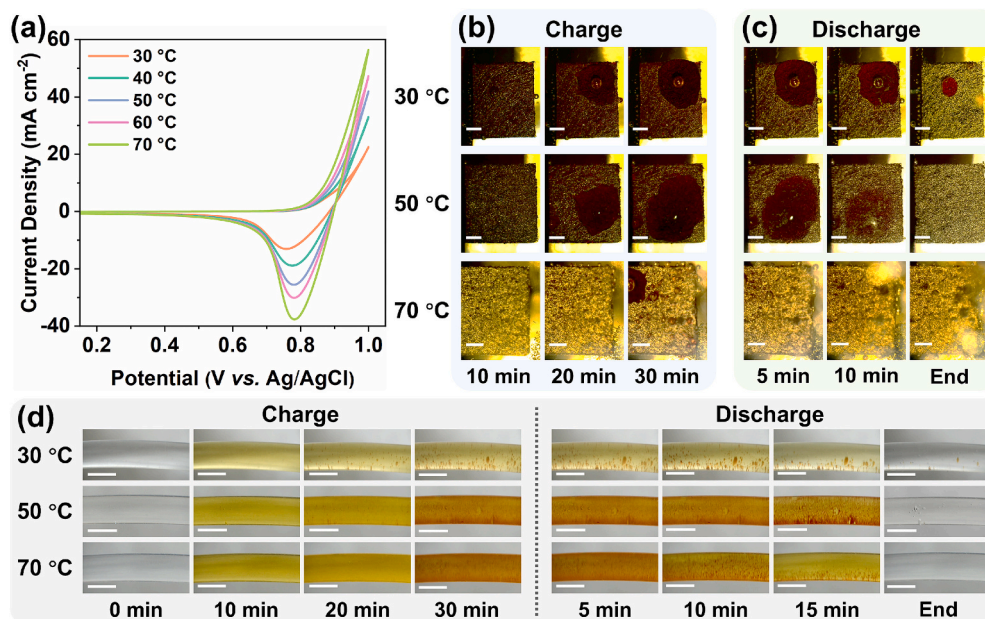 (a)
60
40
20
0
-20
-40
0.2 0.4 0.6 0.8 1.0
Current Density (mA cm⁻²)
Potential (V vs. Ag/AgCl)
30 °C
40 °C
50 °C
60 °C
70 °C
(b) Charge
30 °C
50 °C
70 °C
10 min 20 min 30 min
(c) Discharge
5 min 10 min End
(d) Charge Discharge
30 °C
50 °C
70 °C
0 min 10 min 20 min 30 min 5 min 10 min 15 min End